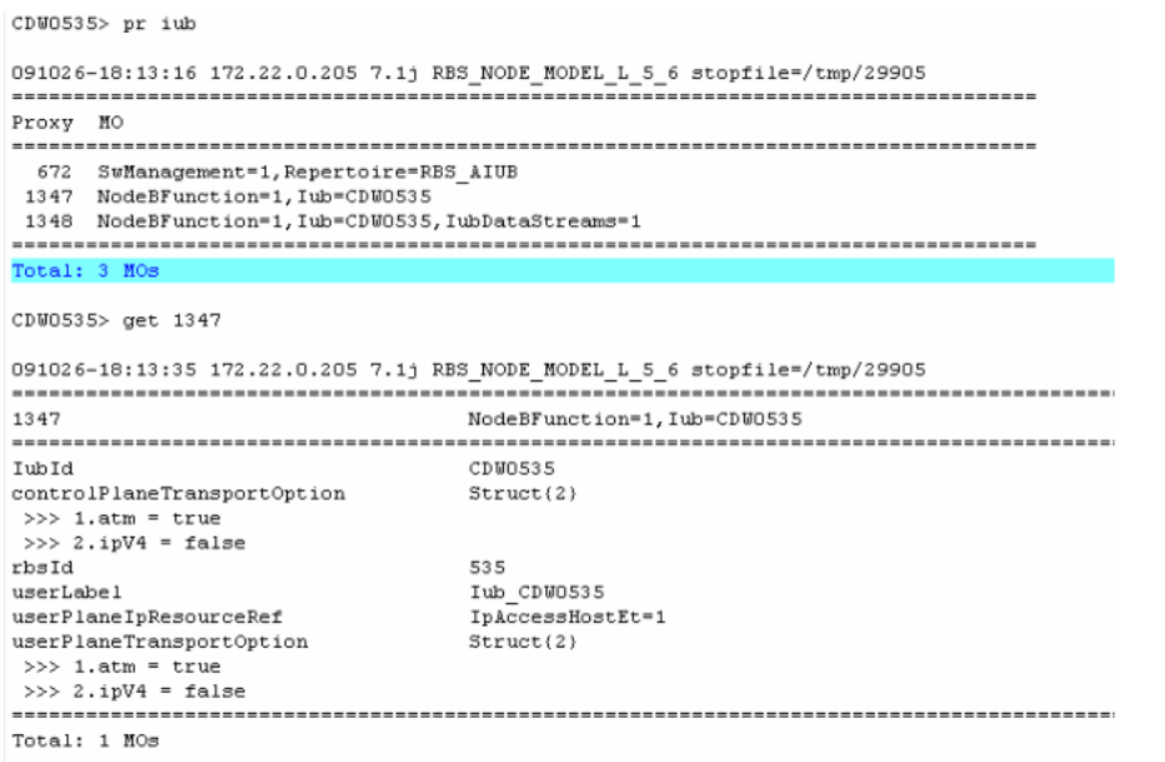 CDW0535> pr iub
091026-18:13:16 172.22.0.205 7.1j RBS_NODE_MODEL_L_5_6 stopfile=/tmp/29905
===================================================================================
Proxy  MO
===================================================================================
  672  SwManagement=1,Repertoire=RBS_AIUB
 1347  NodeBFunction=1,Iub=CDW0535
 1348  NodeBFunction=1,Iub=CDW0535,IubDataStreams=1
===================================================================================
Total: 3 MOs
CDW0535> get 1347
091026-18:13:35 172.22.0.205 7.1j RBS_NODE_MODEL_L_5_6 stopfile=/tmp/29905
=========================================================================================
1347                                 NodeBFunction=1,Iub=CDW0535
=========================================================================================
IubId                                CDW0535
controlPlaneTransportOption          Struct{2}
 >>> 1.atm = true
 >>> 2.ipV4 = false
rbsId                                535
userLabel                            Iub_CDW0535
userPlaneIpResourceRef               IpAccessHostEt=1
userPlaneTransportOption             Struct{2}
 >>> 1.atm = true
 >>> 2.ipV4 = false
=========================================================================================
Total: 1 MOs